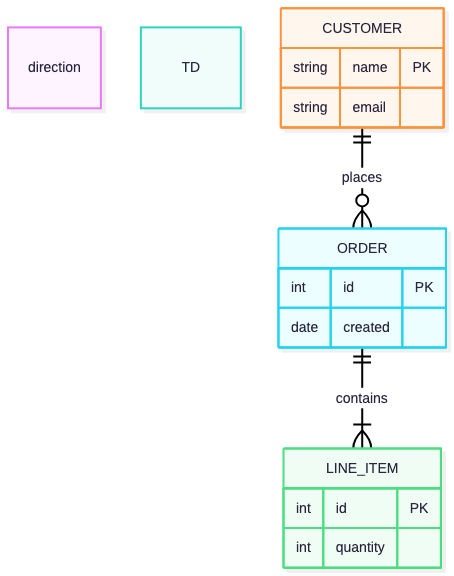 direction
TD
CUSTOMER
string name PK
string email
places
ORDER
int id PK
date created
contains
LINE_ITEM
int id PK
int quantity